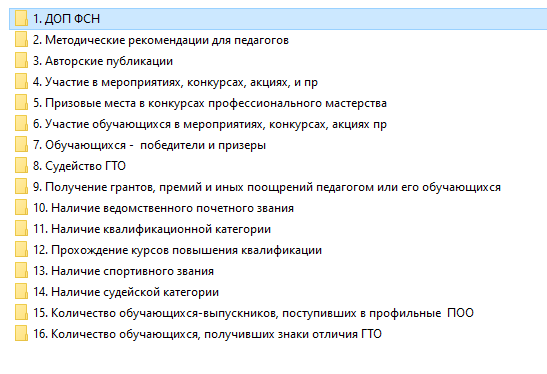 1. ДОП ФСН
2. Методические рекомендации для педагогов
3. Авторские публикации
4. Участие в мероприятиях, конкурсах, акциях, и пр
5. Призовые места в конкурсах профессионального мастерства
6. Участие обучающихся в мероприятиях, конкурсах, акциях пр
7. Обучающихся -  победители и призеры
8. Судейство ГТО
9. Получение грантов, премий и иных поощрений педагогом или его обучающихся
10. Наличие ведомственного почетного звания
11. Наличие квалификационной категории
12. Прохождение курсов повышения квалификации
13. Наличие спортивного звания
14. Наличие судейской категории
15. Количество обучающихся-выпускников, поступивших в профильные  ПОО
16. Количество обучающихся, получивших знаки отличия ГТО